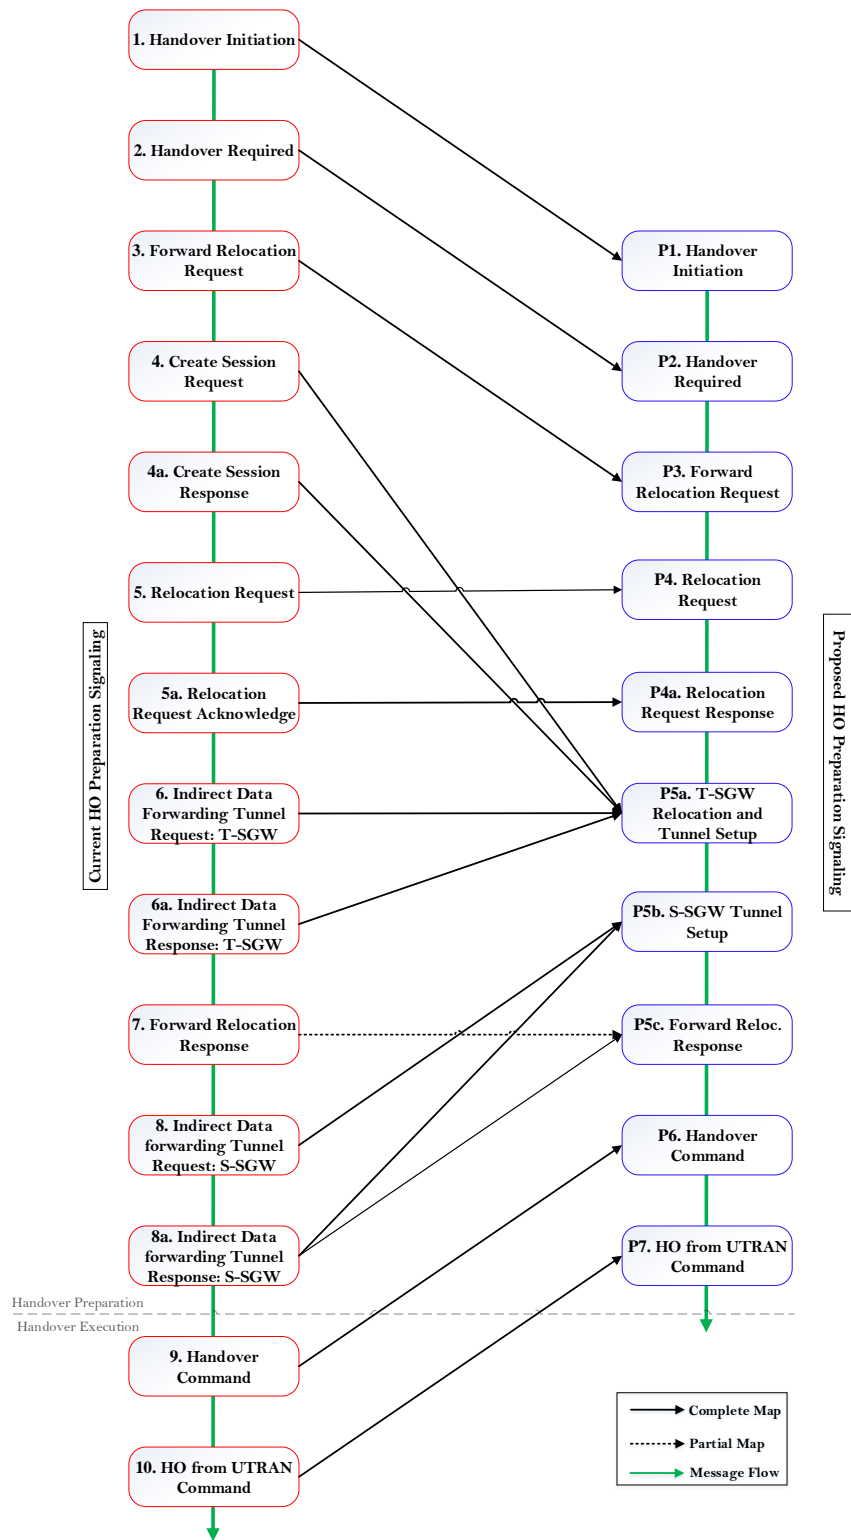 1. Handover Initiation
2. Handover Required
3. Forward Relocation
Request
4. Create Session
Request
4a. Create Session
Response
5. Relocation Request
5a. Relocation
Request Acknowledge
6. Indirect Data
Forwarding Tunnel
Request: T-SGW
6a. Indirect Data
Forwarding Tunnel
Response: T-SGW
7. Forward Relocation
Response
8. Indirect Data
forwarding Tunnel
Request: S-SGW
8a. Indirect Data
forwarding Tunnel
Response: S-SGW
9. Handover
Command
10. HO from UTRAN
Command
Current HO Preparation Signaling
Handover Preparation
Handover Execution
P1. Handover
Initiation
P2. Handover
Required
P3. Forward
Relocation Request
P4. Relocation
Request
P4a. Relocation
Request Response
P5a. T-SGW
Relocation and
Tunnel Setup
P5b. S-SGW Tunnel
Setup
P5c. Forward Reloc.
Response
P6. Handover
Command
P7. HO from UTRAN
Command
Proposed HO Preparation Signaling
Complete Map
Partial Map
Message Flow